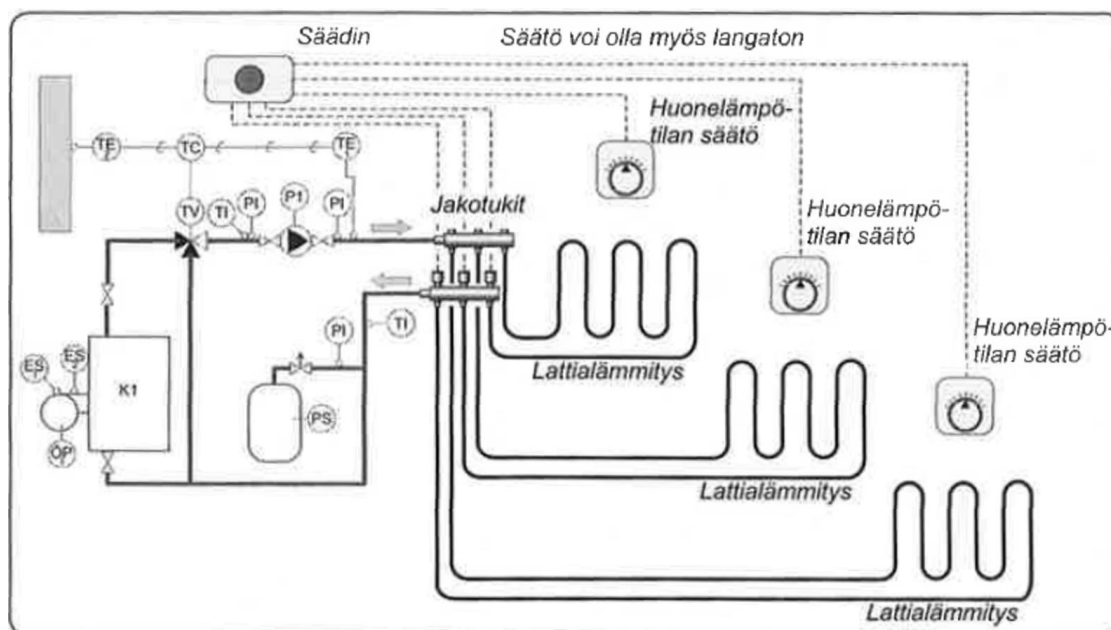 Säädin
Säätö voi olla myös langaton
Huonelämpö-
tilan säätö
TE
TC
TE
TV
TI
PI
P1
PI
Jakotukit
Huonelämpö-
tilan säätö
PI
TI
Huonelämpö-
tilan säätö
Lattialämmitys
ES
ES
K1
PS
ÖP
Lattialämmitys
Lattialämmitys